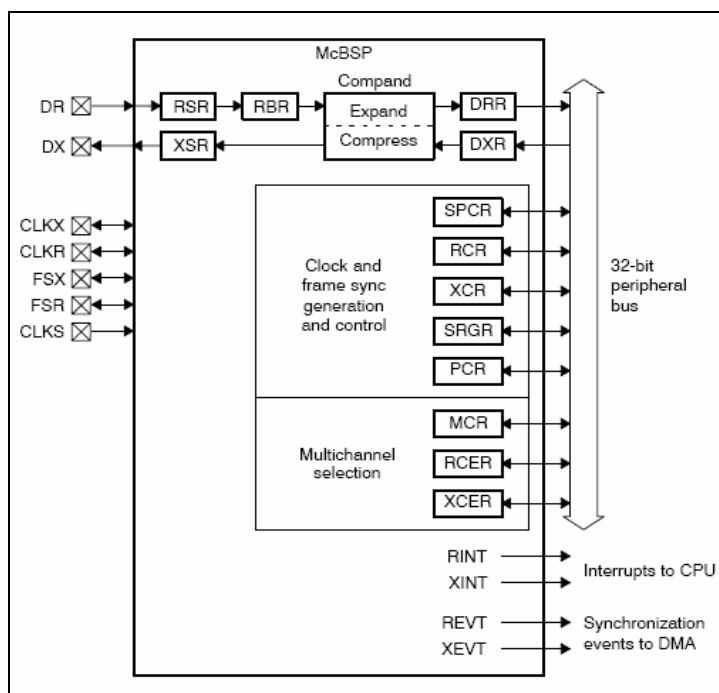 McBSP
Compand
DR
RSR
RBR
Expand
DRR
DX
XSR
Compress
DXR
CLKX
CLKR
FSX
FSR
CLKS
Clock and
frame sync
generation
and control
SPCR
RCR
XCR
SRGR
PCR
32-bit
peripheral
bus
Multichannel
selection
MCR
RCER
XCER
RINT
XINT
Interrupts to CPU
REVT
XEVT
Synchronization
events to DMA